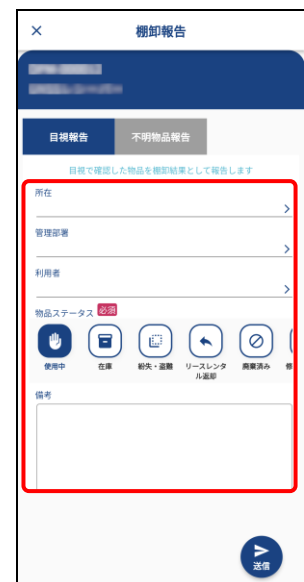 棚卸報告
目視報告 不明物品報告
目視で確認した物品を棚卸結果として報告します
所在
管理部署
利用者
物品ステータス 必須
使用中 在庫 紛失・盗難 リースレンタル返却 廃棄済み 修
備考
送信